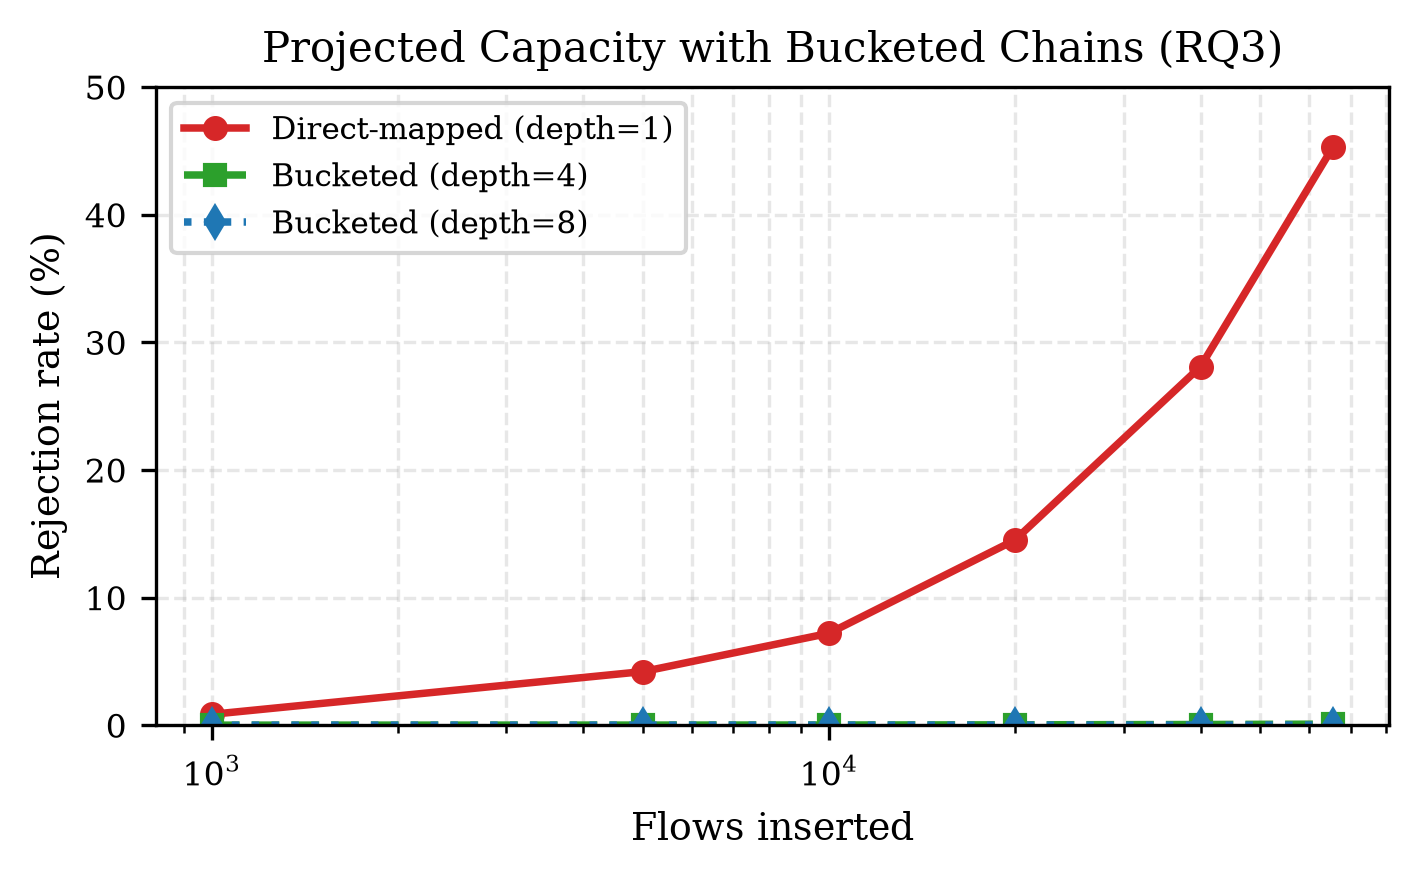 Projected Capacity with Bucketed Chains (RQ3)
50
40
30
20
10
0
Rejection rate (%)
Direct-mapped (depth=1)
Bucketed (depth=4)
Bucketed (depth=8)
10³
10⁴
Flows inserted